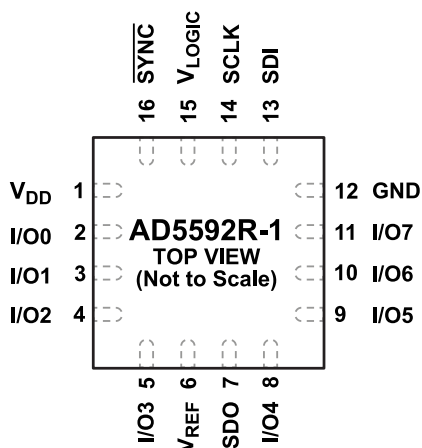 16 SYNC
15 VLOGIC
14 SCLK
13 SDI
VDD 1
I/O0 2
I/O1 3
I/O2 4
AD5592R-1
TOP VIEW
(Not to Scale)
12 GND
11 I/O7
10 I/O6
9 I/O5
I/O3 5
VREF 6
SDO 7
I/O4 8